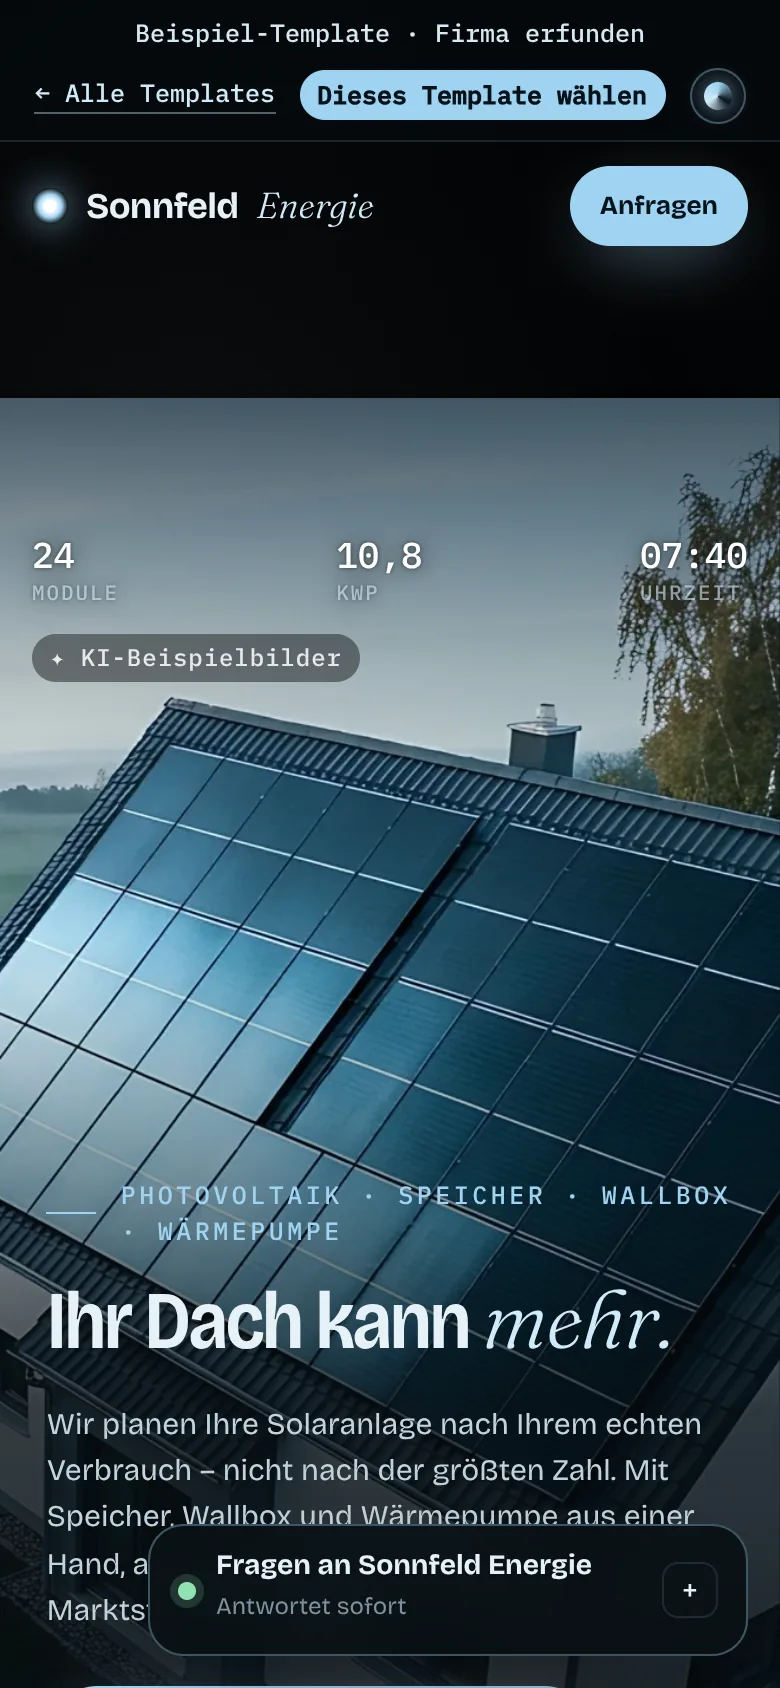 Beispiel-Template · Firma erfunden
← Alle Templates
Dieses Template wählen
Sonnfeld Energie
Anfragen
24
MODULE
10,8
KWP
07:40
UHRZEIT
✦ KI-Beispielbilder
PHOTOVOLTAIK · SPEICHER · WALLBOX
· WÄRMEPUMPE
Ihr Dach kann mehr.
Wir planen Ihre Solaranlage nach Ihrem echten
Verbrauch – nicht nach der größten Zahl. Mit
Speicher, Wallbox und Wärmepumpe aus einer
Hand,
Fragen an Sonnfeld Energie
Antwortet sofort
+